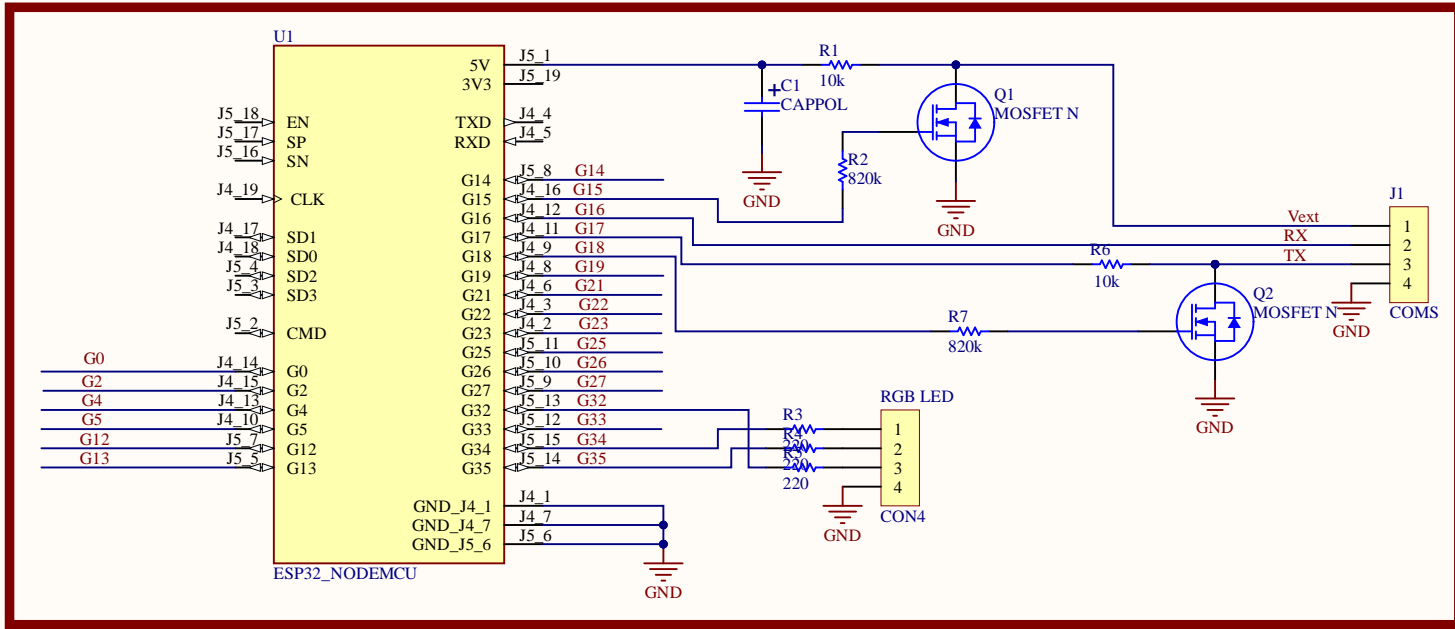 U1
J5_1
5V
J5_19
3V3
R1
10k
C1
CAPPOL
GND
Q1
MOSFET N
GND
R2
820k
J5_18
EN
J5_17
SP
J5_16
SN
J4_19
CLK
J4_17
SD1
J4_18
SD0
J5_4
SD2
J5_3
SD3
J5_2
CMD
G0
J4_14
G0
G2
J4_15
G2
G4
J4_13
G4
G5
J4_10
G5
G12
J5_7
G12
G13
J5_5
G13
TXD
J4_4
RXD
J4_5
G14
J5_8
G14
G15
J4_16
G15
G16
J4_12
G16
G17
J4_11
G17
G18
J4_9
G18
G19
J4_8
G19
G21
J4_6
G21
G22
J4_3
G22
G23
J4_2
G23
G25
J5_11
G25
G26
J5_10
G26
G27
J5_9
G27
G32
J5_13
G32
G33
J5_12
G33
G34
J5_15
G34
G35
J5_14
G35
GND_J4_1
J4_1
GND_J4_7
J4_7
GND_J5_6
J5_6
GND
ESP32_NODEMCU
J1
Vext
1
RX
2
TX
3
4
COMS
GND
R6
10k
Q2
MOSFET N
GND
R7
820k
RGB LED
R3
1
R4
220
2
R5
220
3
220
4
CON4
GND